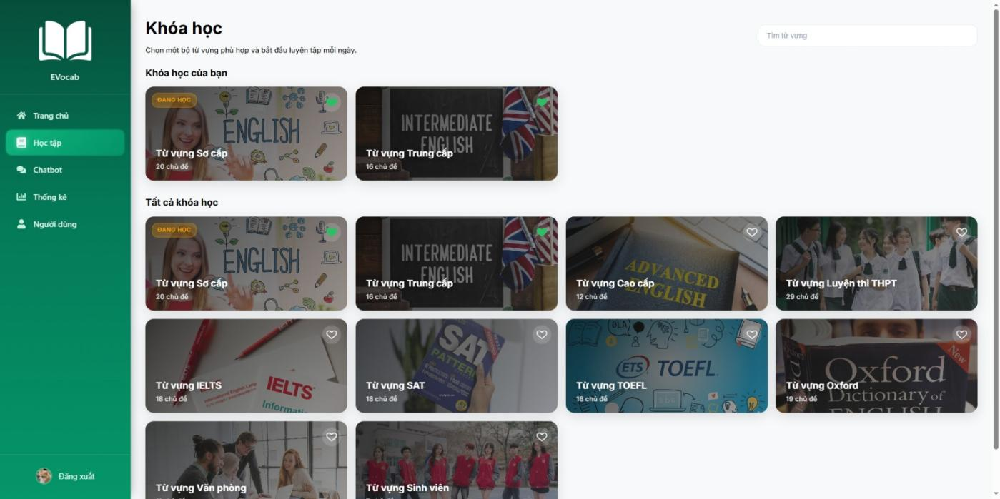 EVocab
Trang chủ
Học tập
Chatbot
Thống kê
Người dùng
Đăng xuất
Khóa học
Chọn một bộ từ vựng phù hợp và bắt đầu luyện tập mỗi ngày.
Tìm từ vựng
Khóa học của bạn
ĐANG HỌC
ENGLISH
Từ vựng Sơ cấp
20 chủ đề
INTERMEDIATE
ENGLISH
Từ vựng Trung cấp
16 chủ đề
Tất cả khóa học
ĐANG HỌC
ENGLISH
Từ vựng Sơ cấp
20 chủ đề
INTERMEDIATE
ENGLISH
Từ vựng Trung cấp
16 chủ đề
ADVANCED
ENGLISH
Từ vựng Cao cấp
12 chủ đề
Từ vựng Luyện thi THPT
29 chủ đề
IELTS
Từ vựng IELTS
18 chủ đề
SAT
Từ vựng SAT
18 chủ đề
BLA
ETS TOEFL
Từ vựng TOEFL
18 chủ đề
New
Oxford
Dictionary of
ENGLISH
Từ vựng Oxford
19 chủ đề
Từ vựng Văn phòng
Từ vựng Sinh viên